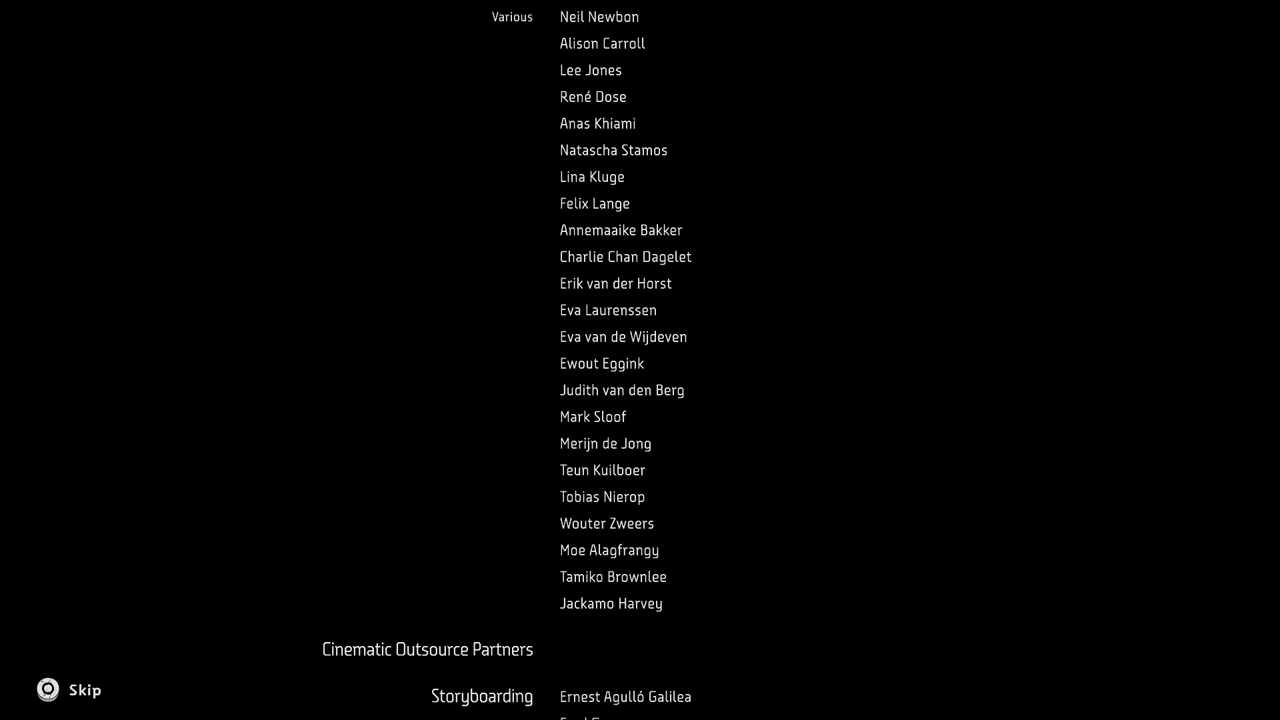 Various Neil Newbon
Alison Carroll
Lee Jones
René Dose
Anas Khiami
Natascha Stamos
Lina Kluge
Felix Lange
Annemaaike Bakker
Charlie Chan Dagelet
Erik van der Horst
Eva Laurenssen
Eva van de Wijdeven
Ewout Eggink
Judith van den Berg
Mark Sloof
Merijn de Jong
Teun Kuilboer
Tobias Nierop
Wouter Zweers
Moe Alagfrangy
Tamiko Brownlee
Jackamo Harvey
Cinematic Outsource Partners
Skip
Storyboarding Ernest Agulló Galilea